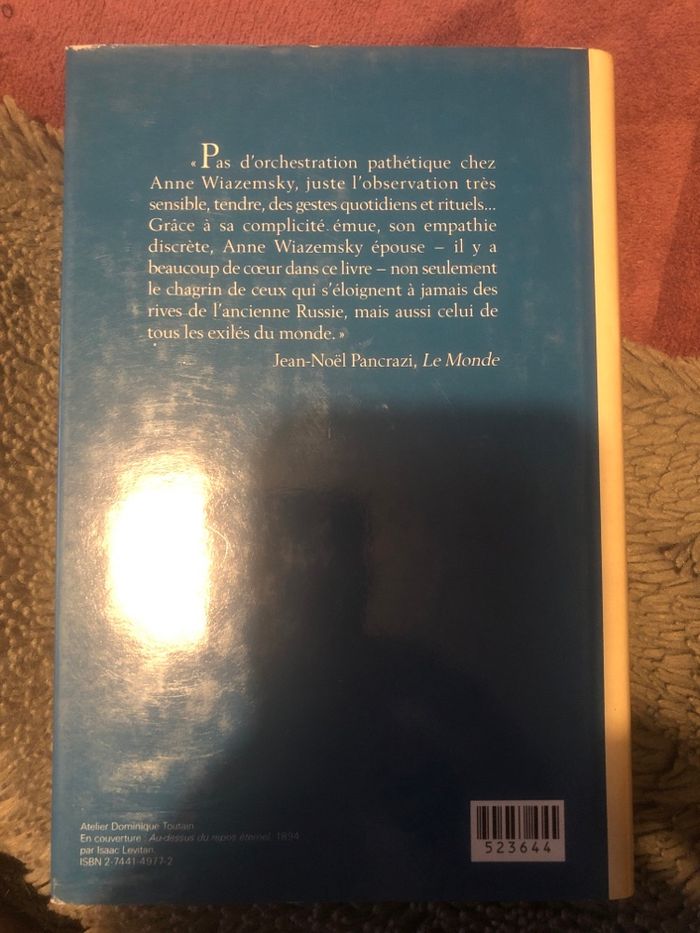 « Pas d'orchestration pathétique chez
Anne Wiazemsky, juste l'observation très
sensible, tendre, des gestes quotidiens et rituels...
Grâce à sa complicité émue, son empathie
discrète, Anne Wiazemsky épouse – il y a
beaucoup de cœur dans ce livre – non seulement
le chagrin de ceux qui s'éloignent à jamais des
rives de l'ancienne Russie, mais aussi celui de
tous les exilés du monde. »
Jean-Noël Pancrazi, Le Monde
Atelier Dominique Toutain
En couverture : Au-dessus du repos éternel, 1894
par Isaac Levitan
ISBN 2-7441-4977-2
523644